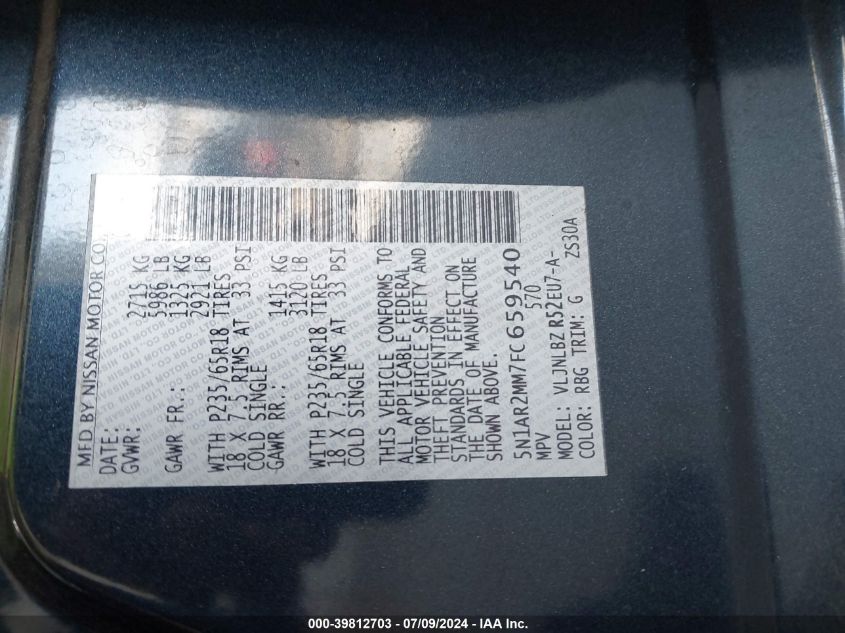 MFD BY NISSAN MOTOR CO.
DATE:
GVWR: 2715 KG
5986 LB
GAWR FR.: 1325 KG
2921 LB
WITH P235/65R18 TIRES
18 X 7.5 RIMS AT 33 PSI
COLD SINGLE
GAWR RR.: 1415 KG
3120 LB
WITH P235/65R18 TIRES
18 X 7.5 RIMS AT 33 PSI
COLD SINGLE
THIS VEHICLE CONFORMS TO
ALL APPLICABLE FEDERAL
MOTOR VEHICLE SAFETY AND
THEFT PREVENTION
STANDARDS IN EFFECT ON
THE DATE OF MANUFACTURE
SHOWN ABOVE.
5N1AR2MM7FC659540
MPV 570
MODEL: VLJNLBZ R52EU7-A-
COLOR: RBG TRIM: G ZS30A
000-39812703 - 07/09/2024 - IAA Inc.